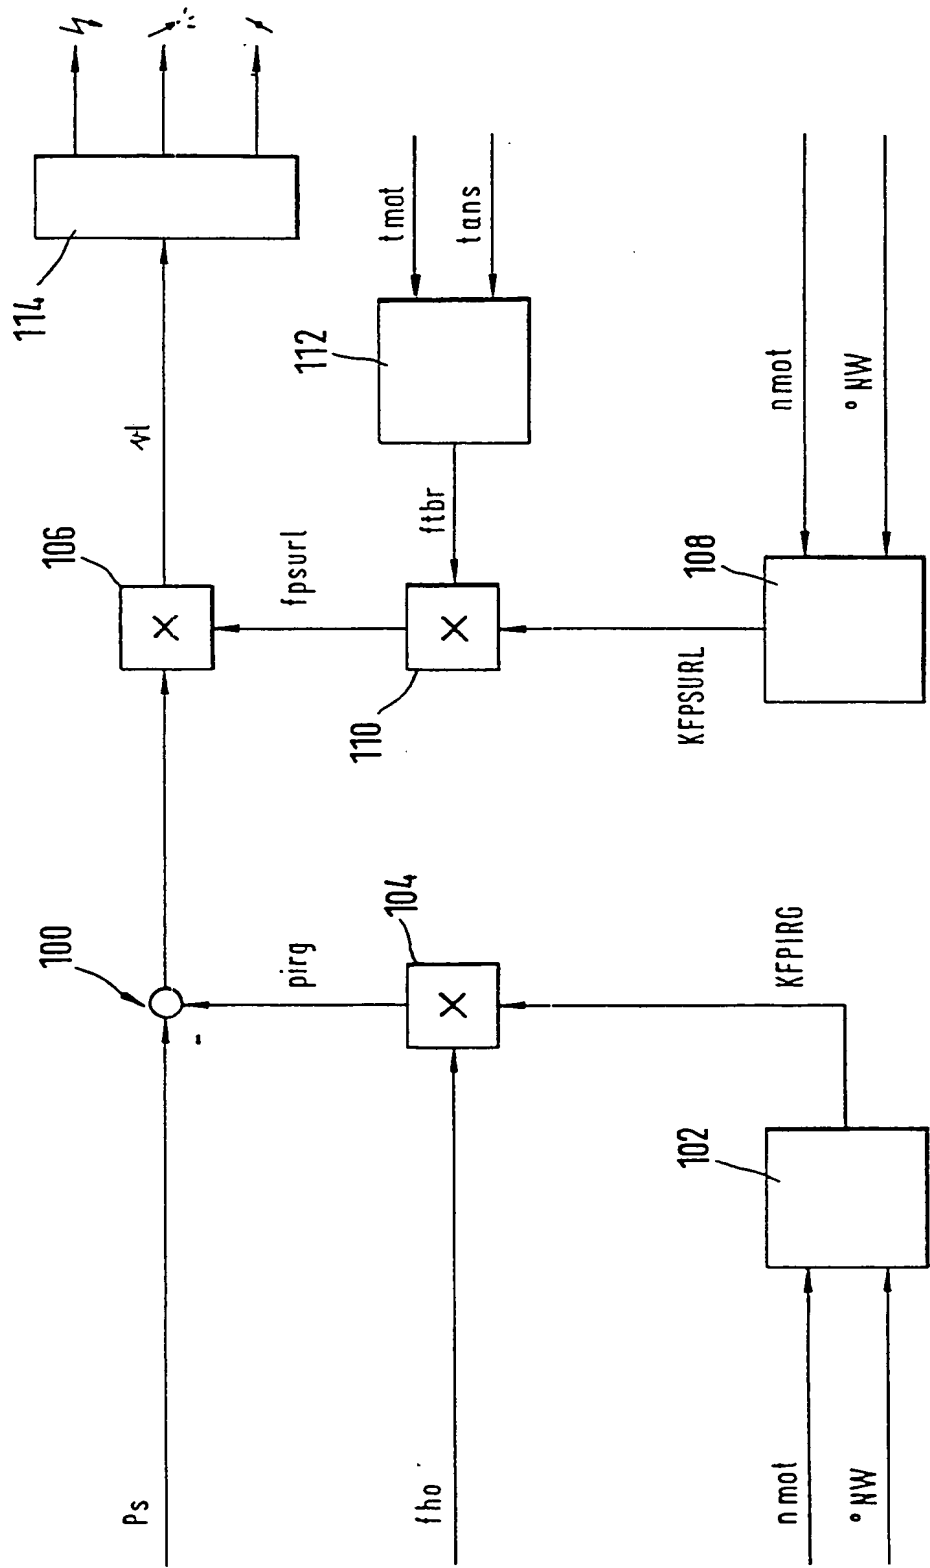 114
100
106
Ps
pirg
fpsurl
112
110
104
tmot
fho
ftbr
tans
KFPSURL
102
108
KFPIRG
nmot
nmot
°NW
°NW